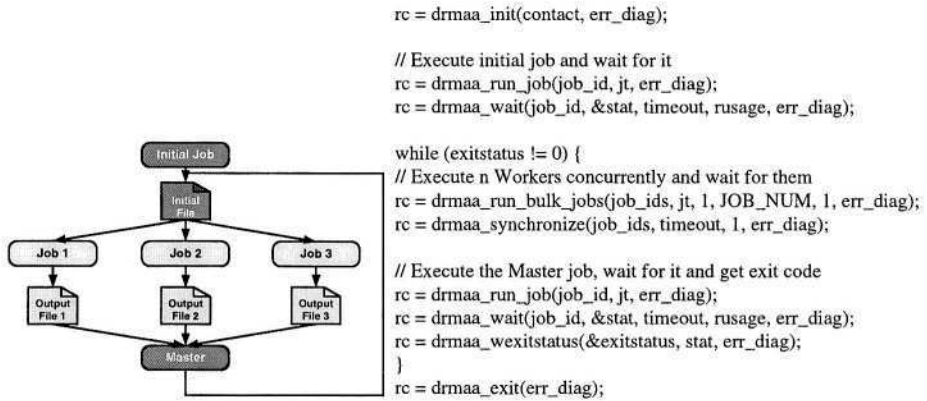 Initial Job
Initial
File
Job 1
Job 2
Job 3
Output
File 1
Output
File 2
Output
File 3
Master
rc = drmaa_init(contact, err_diag);
// Execute initial job and wait for it
rc = drmaa_run_job(job_id, jt, err_diag);
rc = drmaa_wait(job_id, &stat, timeout, rusage, err_diag);
while (exitstatus != 0) {
// Execute n Workers concurrently and wait for them
rc = drmaa_run_bulk_jobs(job_ids, jt, 1, JOB_NUM, 1, err_diag);
rc = drmaa_synchronize(job_ids, timeout, 1, err_diag);
// Execute the Master job, wait for it and get exit code
rc = drmaa_run_job(job_id, jt, err_diag);
rc = drmaa_wait(job_id, &stat, timeout, rusage, err_diag);
rc = drmaa_wexitstatus(&exitstatus, stat, err_diag);
}
rc = drmaa_exit(err_diag);